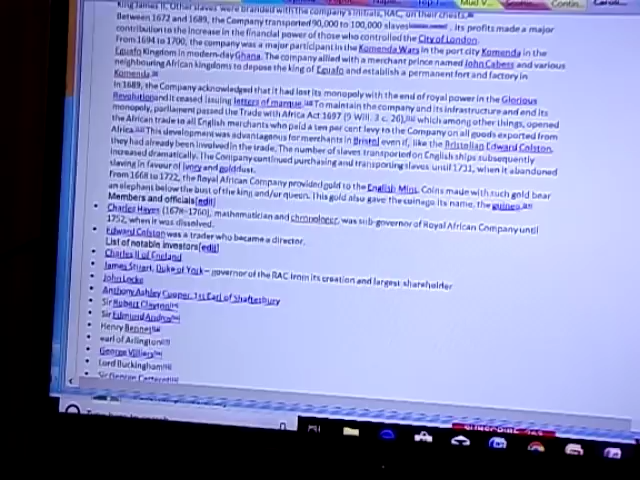 King James II. Other slaves were branded with the company's initials, RAC, on their chests.
Between 1672 and 1689, the Company transported 90,000 to 100,000 slaves , its profits made a major
contribution to the increase in the financial power of those who controlled the City of London.
From 1694 to 1700, the company was a major participant in the Komenda Wars in the port city Komenda in the
Eguafo Kingdom in modern-day Ghana. The company allied with a merchant prince named John Cabess and various
neighbouring African kingdoms to depose the king of Eguafo and establish a permanent fort and factory in
Komenda.
In 1689, the Company acknowledged that it had lost its monopoly with the end of royal power in the Glorious
Revolution and it ceased issuing letters of marque. To maintain the company and its infrastructure and end its
monopoly, parliament passed the Trade with Africa Act 1697 (9 Will. 3 c. 26), which among other things, opened
the African trade to all English merchants who paid a ten per cent levy to the Company on all goods exported from
Africa. This development was advantageous for merchants in Bristol even if, like the Bristolian Edward Colston,
they had already been involved in the trade. The number of slaves transported on English ships subsequently
increased dramatically. The Company continued purchasing and transporting slaves until 1731, when it abandoned
slaving in favour of ivory and gold dust.
From 1668 to 1722, the Royal African Company provided gold to the English Mint. Coins made with such gold bear
an elephant below the bust of the king and/or queen. This gold also gave the coinage its name, the guinea.
Members and officials[edit]
• Charles Hayes (1678–1760), mathematician and chronologer, was sub-governor of Royal African Company until
1752, when it was dissolved.
• Edward Colston was a trader who became a director.
List of notable investors[edit]
• Charles II of England
• James Stuart, Duke of York – governor of the RAC from its creation and largest shareholder
• John Locke
• Anthony Ashley Cooper, 1st Earl of Shaftesbury
• Sir Robert Clayton
• Sir Edmund Andros
• Henry Bennet
• earl of Arlington
• George Villiers
• Lord Buckingham
• Sir George Carteret